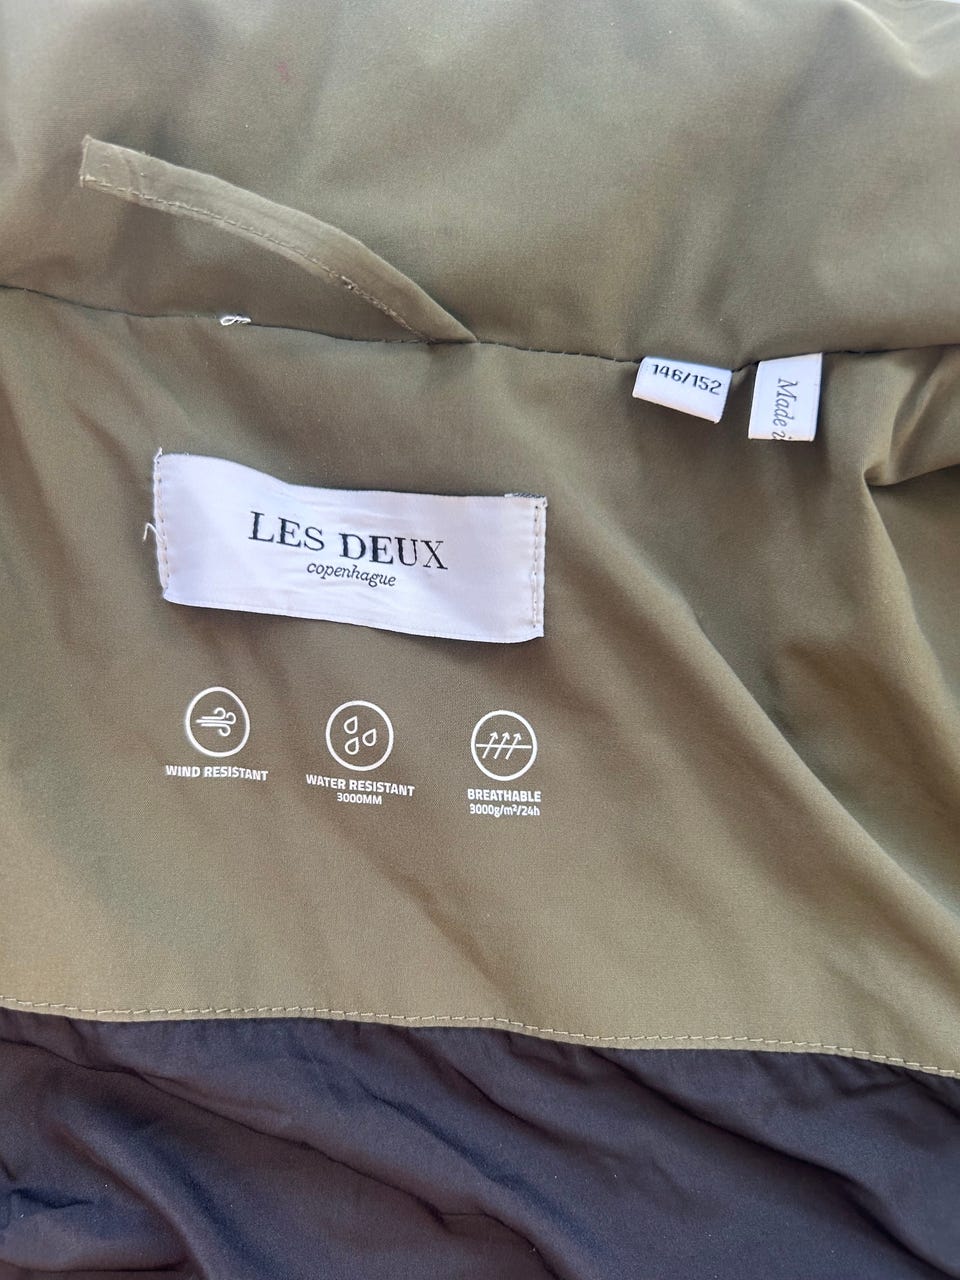 146/152
Made i
LES DEUX
copenhague
WIND RESISTANT
WATER RESISTANT
3000MM
BREATHABLE
3000g/m²/24h